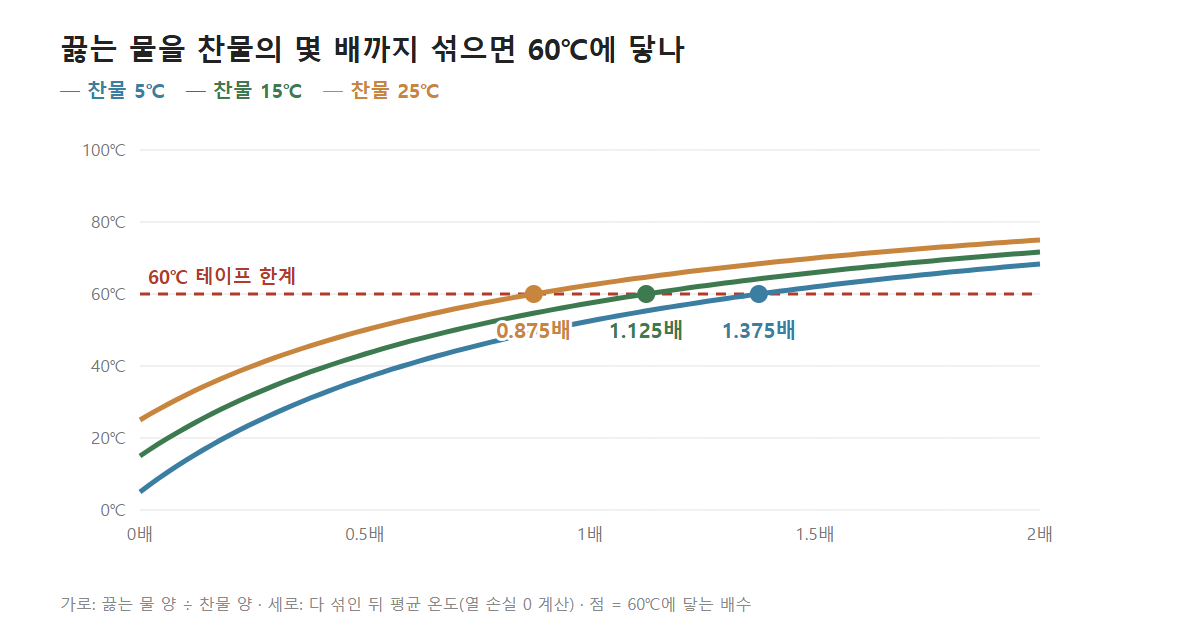 끓는 물을 찬물의 몇 배까지 섞으면 60℃에 닿나
— 찬물 5℃ — 찬물 15℃ — 찬물 25℃
100℃
80℃
60℃ 테이프 한계
60℃
0.875배 1.125배 1.375배
40℃
20℃
0℃
0배 0.5배 1배 1.5배 2배
가로: 끓는 물 양 ÷ 찬물 양 · 세로: 다 섞인 뒤 평균 온도(열 손실 0 계산) · 점 = 60℃에 닿는 배수